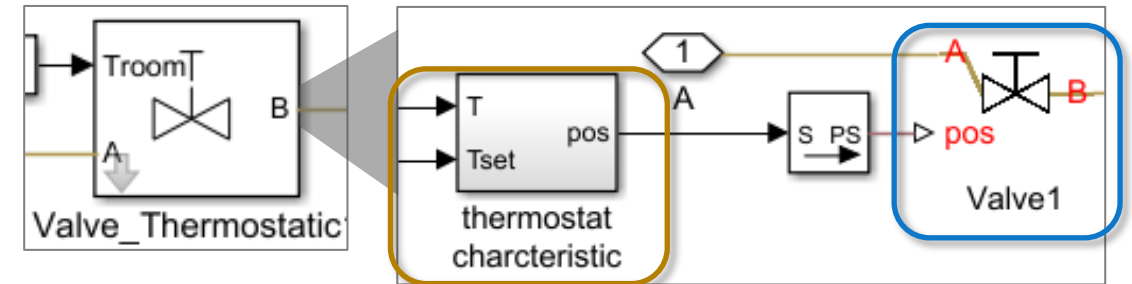 Troom
B
A
Valve_Thermostatic
1
A
T
pos
Tset
thermostat
charcteristic
S PS
A
B
pos
Valve1